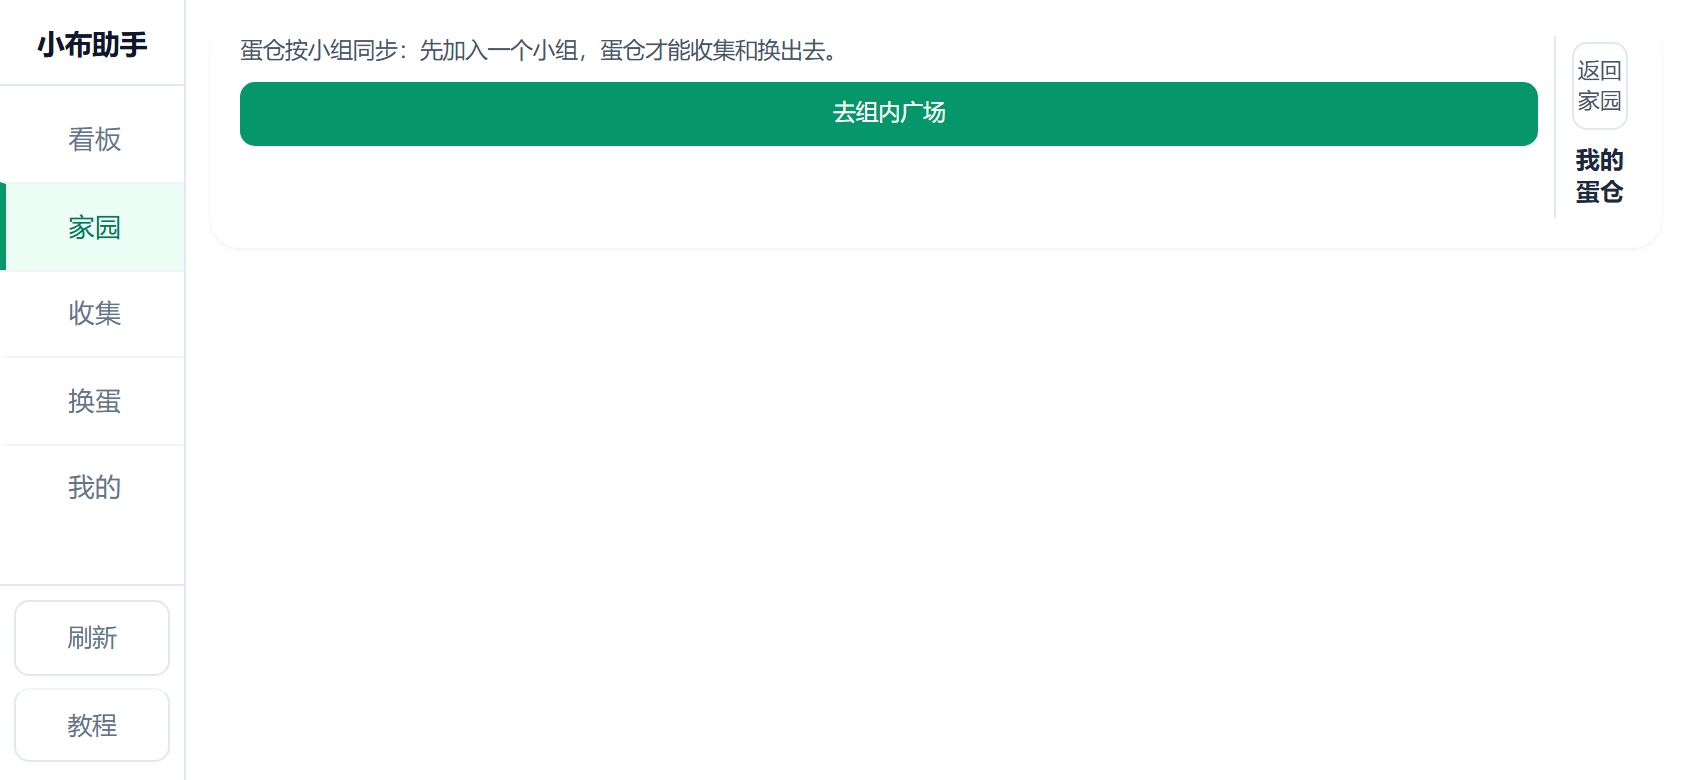 小布助手
看板
家园
收集
换蛋
我的
刷新
教程
蛋仓按小组同步：先加入一个小组，蛋仓才能收集和换出去。
去组内广场
返回
家园
我的
蛋仓